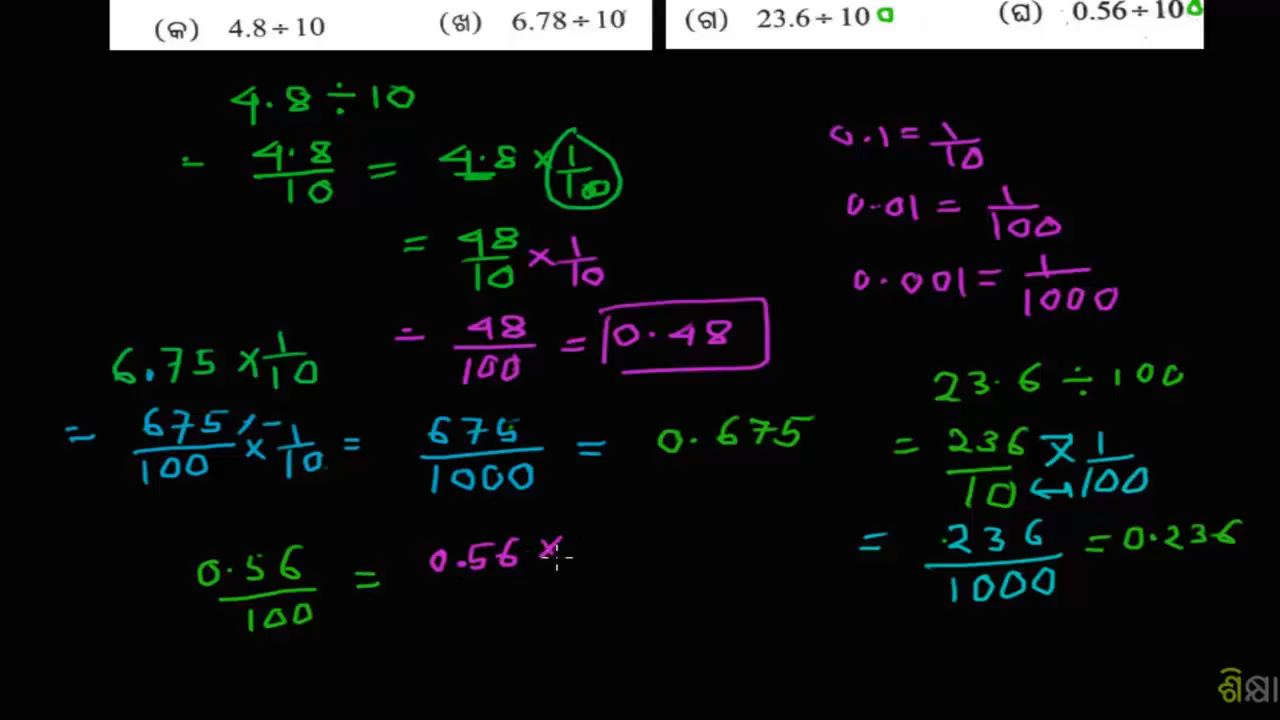 (କ) 4.8 ÷ 10 (ଖ) 6.78 ÷ 10 (ଗ) 23.6 ÷ 100 (ଘ) 0.56 ÷ 100
4.8 ÷ 10
= 4.8/10 = 4.8 × 1/10
= 48/10 × 1/10
= 48/100 = 0.48
6.75 × 1/10
= 675/100 × 1/10 = 675/1000 = 0.675
0.56/100 = 0.56 ×
0.1 = 1/10
0.01 = 1/100
0.001 = 1/1000
23.6 ÷ 100
= 236/10 × 1/100
= .236/1000 = 0.236
ଶିକ୍ଷା